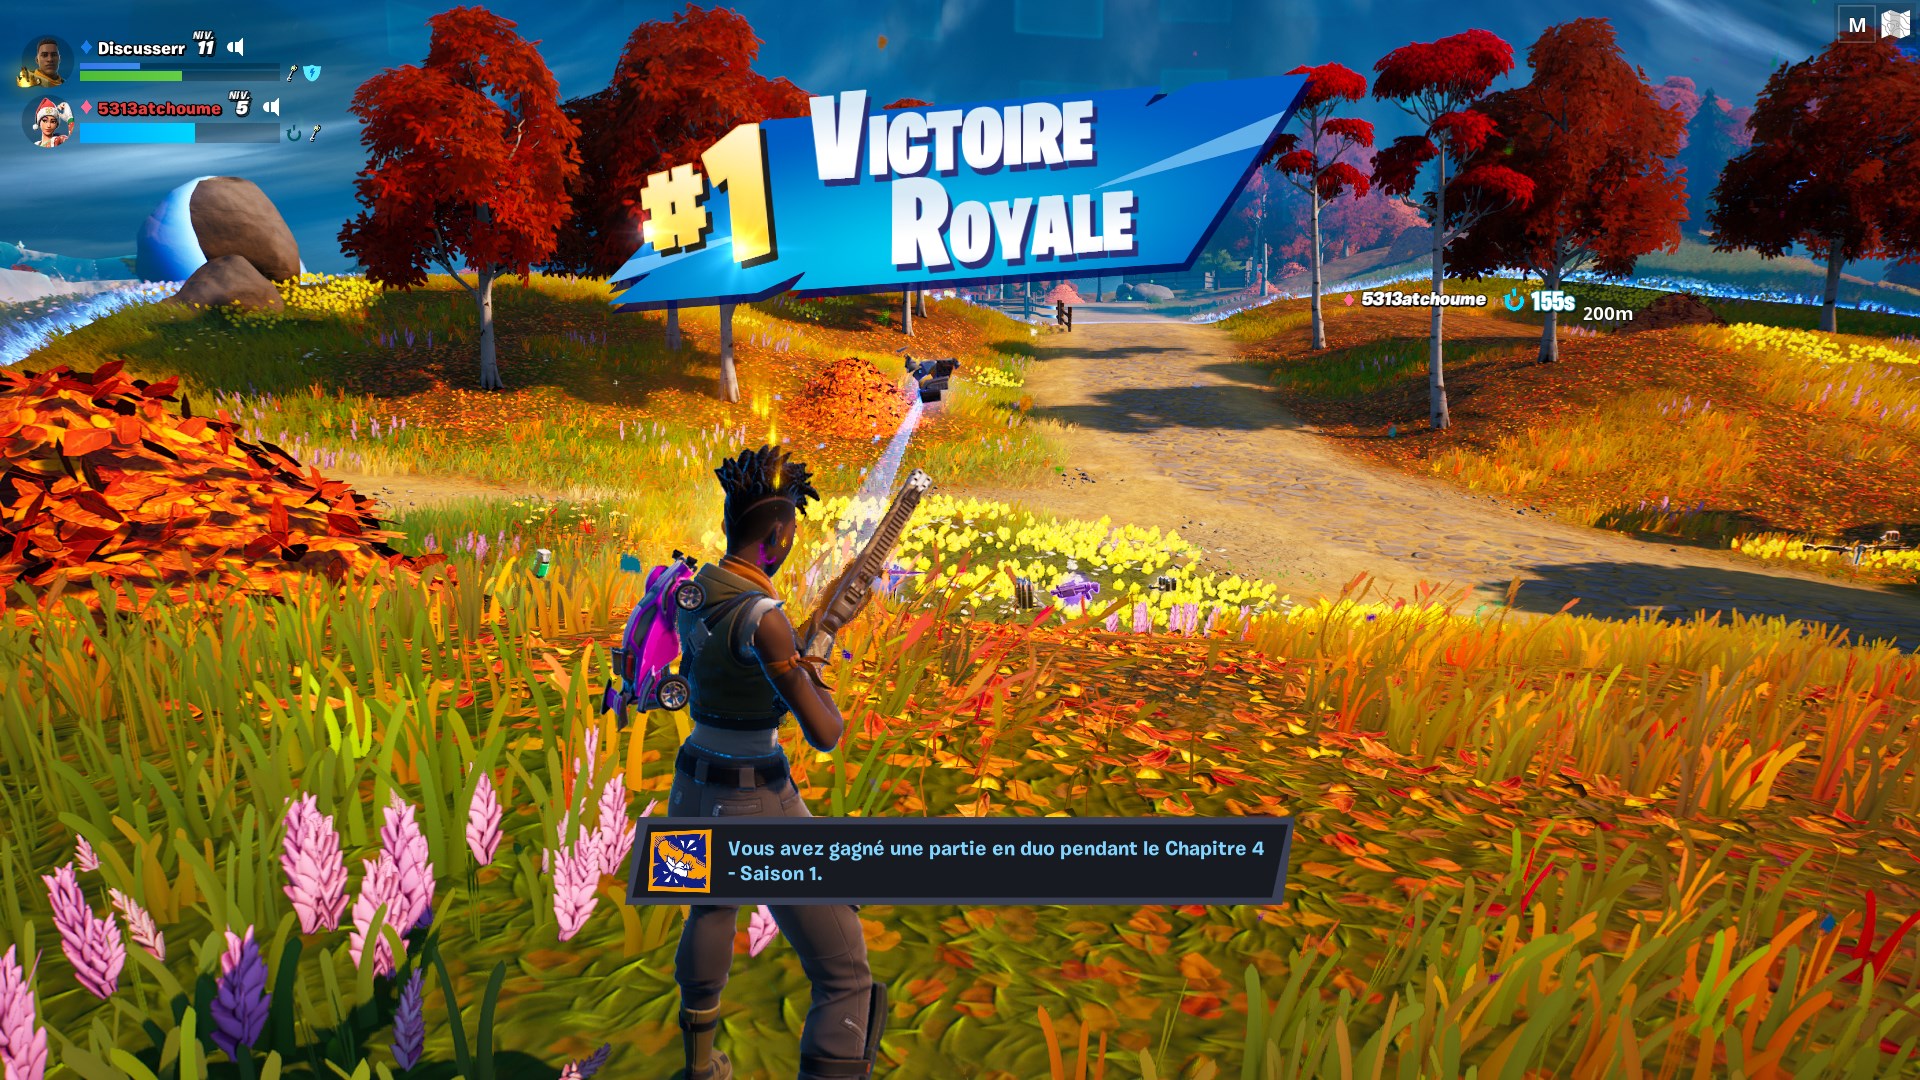 Discusserr NIV. 11
5313atchoume NIV. 5
M
#1 VICTOIRE
ROYALE
5313atchoume 155s 200m
Vous avez gagné une partie en duo pendant le Chapitre 4
- Saison 1.